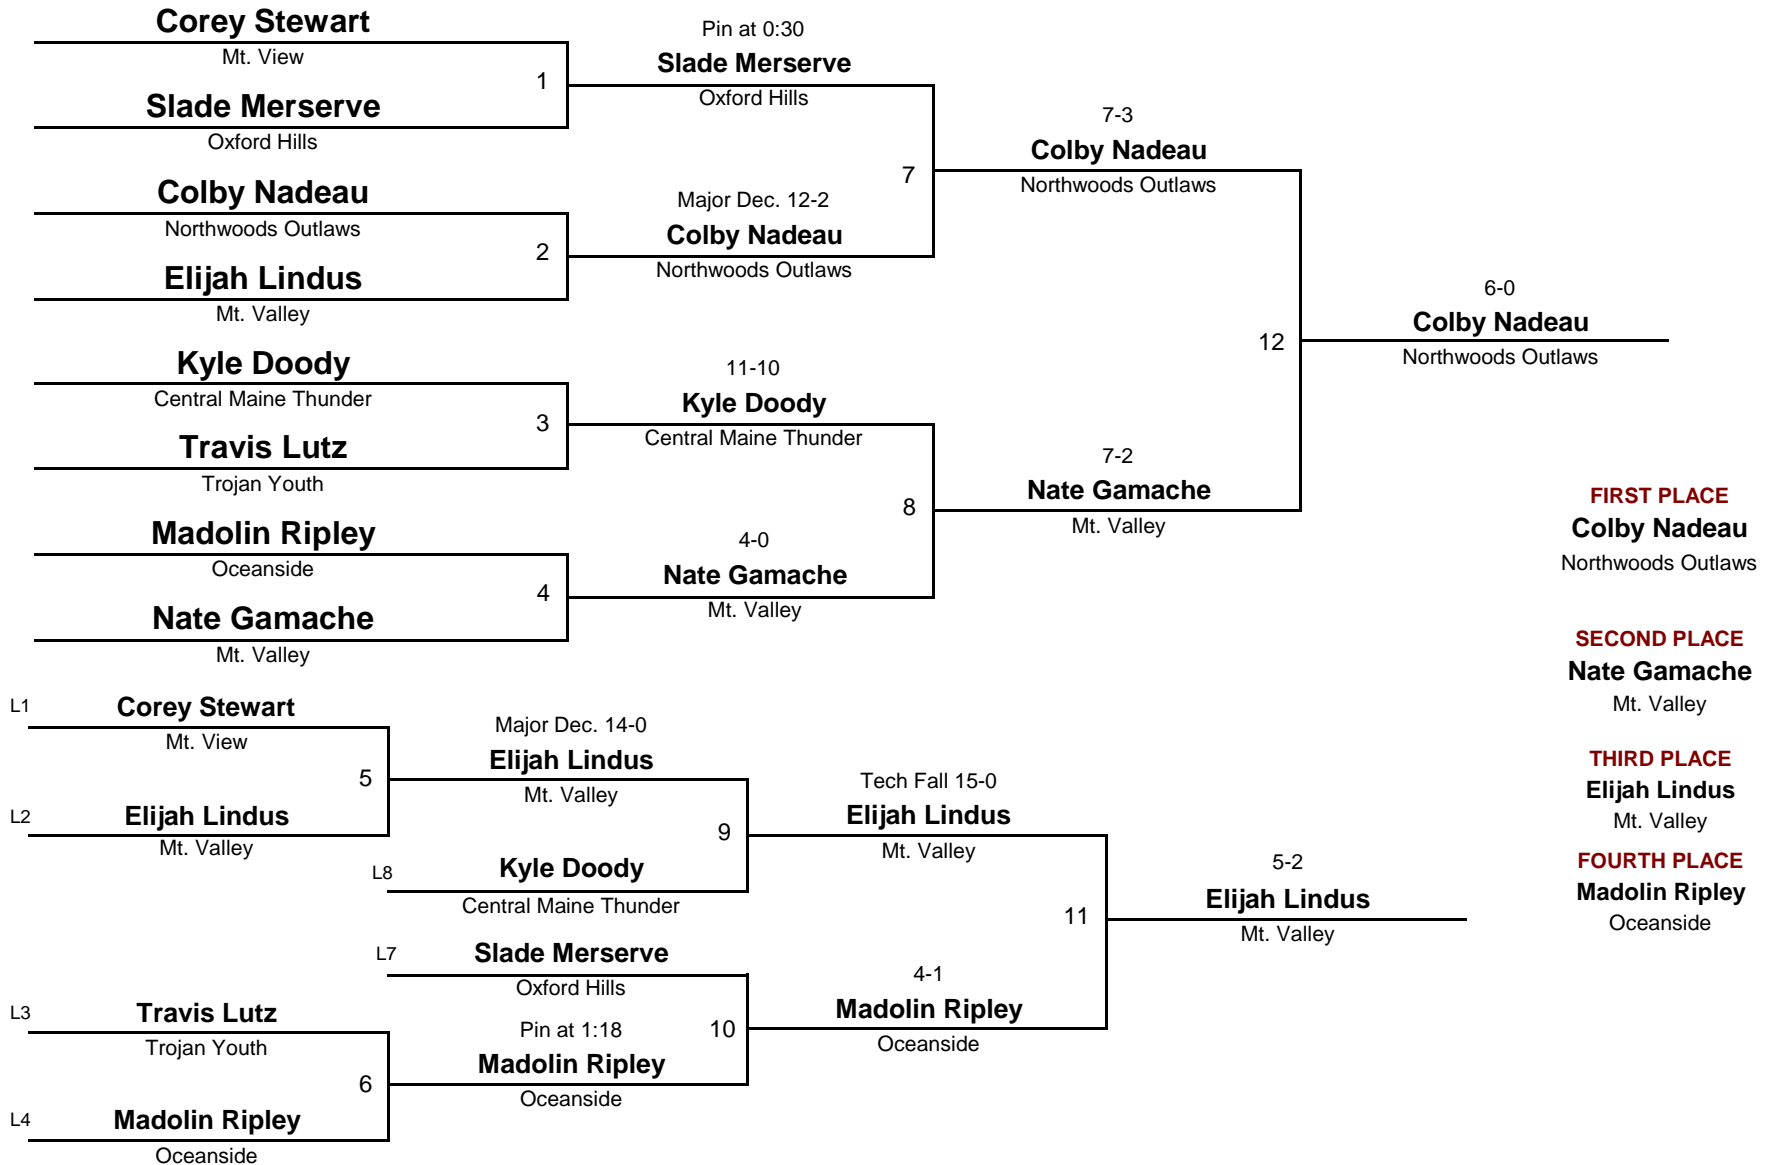 Corey Stewart
Mt. View
1
Slade Merserve
Oxford Hills
Pin at 0:30
Slade Merserve
Oxford Hills
Colby Nadeau
Northwoods Outlaws
2
Elijah Lindus
Mt. Valley
Major Dec. 12-2
Colby Nadeau
Northwoods Outlaws
7
7-3
Colby Nadeau
Northwoods Outlaws
Kyle Doody
Central Maine Thunder
3
Travis Lutz
Trojan Youth
11-10
Kyle Doody
Central Maine Thunder
Madolin Ripley
Oceanside
4
Nate Gamache
Mt. Valley
4-0
Nate Gamache
Mt. Valley
8
7-2
Nate Gamache
Mt. Valley
12
6-0
Colby Nadeau
Northwoods Outlaws
FIRST PLACE
Colby Nadeau
Northwoods Outlaws
SECOND PLACE
Nate Gamache
Mt. Valley
THIRD PLACE
Elijah Lindus
Mt. Valley
FOURTH PLACE
Madolin Ripley
Oceanside
L1
Corey Stewart
Mt. View
5
L2
Elijah Lindus
Mt. Valley
Major Dec. 14-0
Elijah Lindus
Mt. Valley
9
L8
Kyle Doody
Central Maine Thunder
Tech Fall 15-0
Elijah Lindus
Mt. Valley
L7
Slade Merserve
Oxford Hills
10
L3
Travis Lutz
Trojan Youth
6
L4
Madolin Ripley
Oceanside
Pin at 1:18
Madolin Ripley
Oceanside
4-1
Madolin Ripley
Oceanside
11
5-2
Elijah Lindus
Mt. Valley